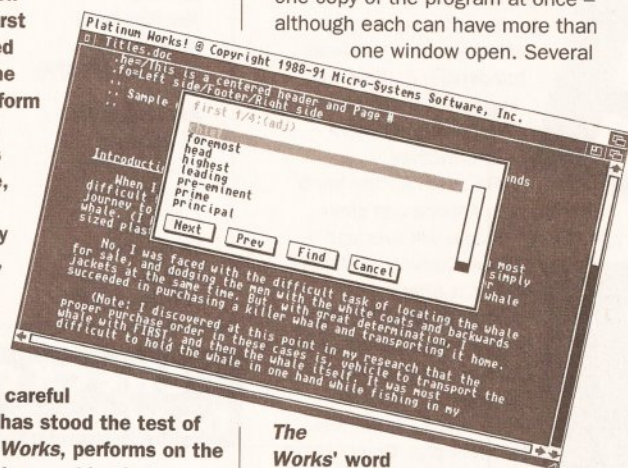 rst
ed
ne
form
e,
y
careful
has stood the test of
Works, performs on the
one copy of the program at once –
although each can have more than
one window open. Several
Platinum Works! © Copyright 1988-91 Micro-Systems Software, Inc.
Titles.doc
.he=/This is a centered header and Page #
.fo=Left side/Footer/Right side
..
.. Sample
..
first 1/4:(adj)
chief
foremost
head
highest
leading
pre-eminent
prime
principal
Next Prev Find Cancel
nds
Introducti
When I most
difficult simply
journey to
whale. (I whale
sized plas
No, I was faced with the difficult task of locating the whale
for sale, and dodging the men with the white coats and backwards
jackets at the same time. But, with great determination, I
succeeded in purchasing a killer whale and transporting it home.
(Note: I discovered at this point in my research that the
proper purchase order in these cases is, vehicle to transport the
whale with FIRST, and then the whale itself. It was most
difficult to hold the whale in one hand while fishing in my
The
Works' word